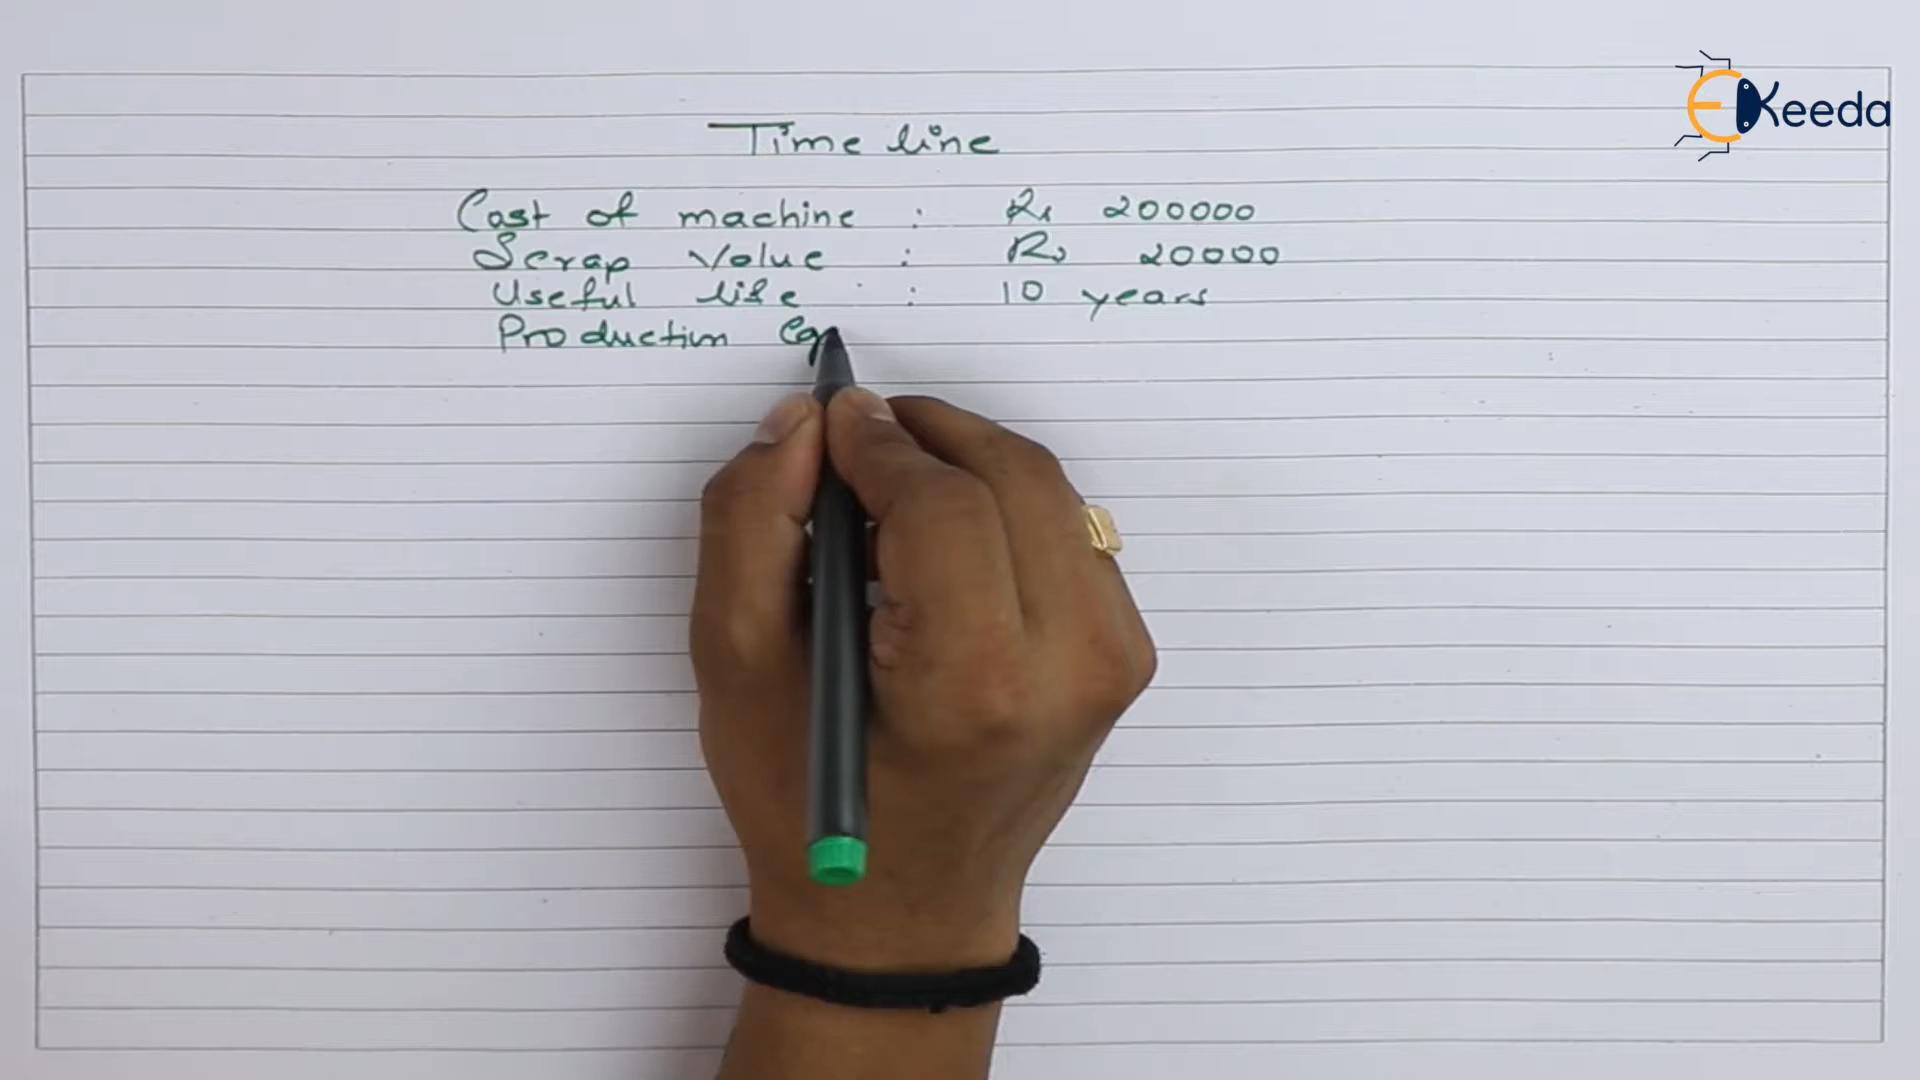 EKeeda
Time line
Cost of machine : Rs 200000
Scrap Value : Rs 20000
Useful life : 10 years
Production